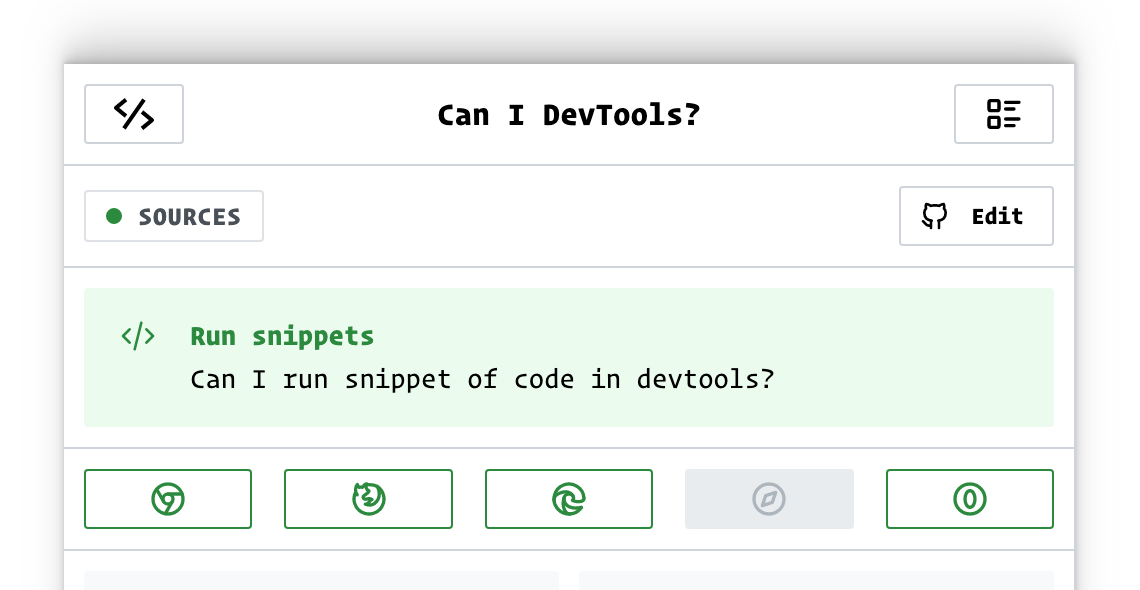 Can I DevTools?
SOURCES
Edit
Run snippets
Can I run snippet of code in devtools?